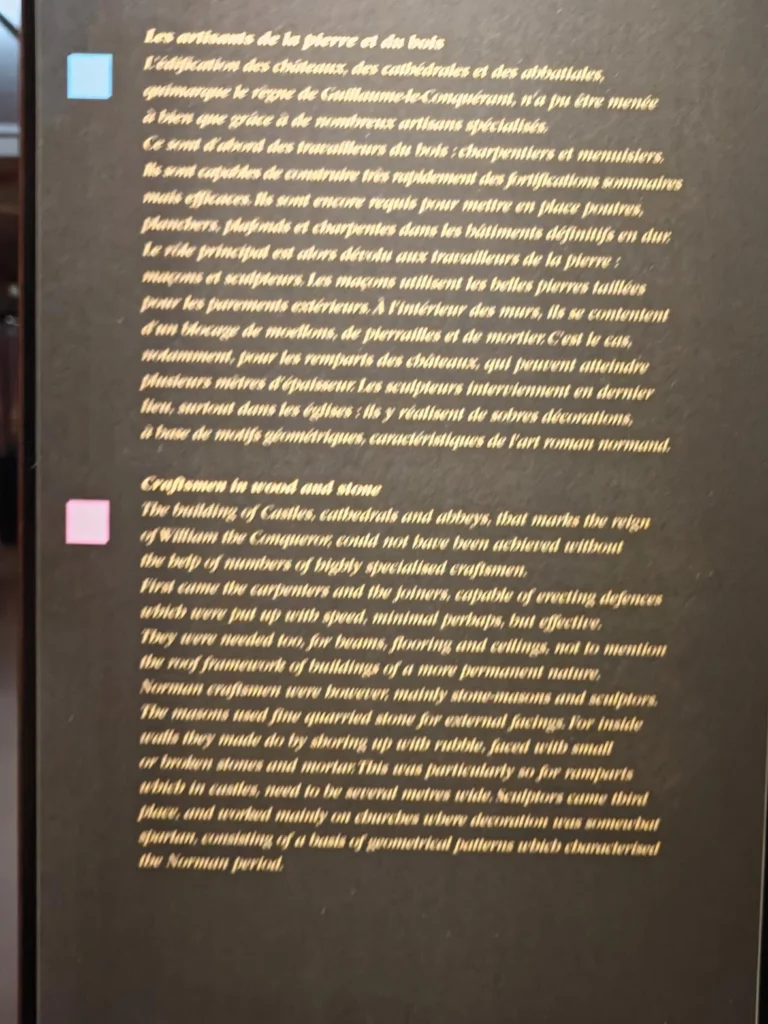 Les artisants de la pierre et du bois
L'édification des châteaux, des cathédrales et des abbatiales,
qui marque le règne de Guillaume-le-Conquérant, n'a pu être menée
à bien que grâce à de nombreux artisans spécialisés.
Ce sont d'abord des travailleurs du bois : charpentiers et menuisiers.
Ils sont capables de construire très rapidement des fortifications sommaires
mais efficaces. Ils sont encore requis pour mettre en place poutres,
planchers, plafonds et charpentes dans les bâtiments définitifs en dur.
Le rôle principal est alors dévolu aux travailleurs de la pierre :
maçons et sculpteurs. Les maçons utilisent les belles pierres taillées
pour les parements extérieurs. À l'intérieur des murs, ils se contentent
d'un blocage de moellons, de pierrailles et de mortier. C'est le cas,
notamment, pour les remparts des châteaux, qui peuvent atteindre
plusieurs mètres d'épaisseur. Les sculpteurs interviennent en dernier
lieu, surtout dans les églises : ils y réalisent de sobres décorations,
à base de motifs géométriques, caractéristiques de l'art roman normand.
Craftsmen in wood and stone
The building of Castles, cathedrals and abbeys, that marks the reign
of William the Conqueror, could not have been achieved without
the help of numbers of highly specialised craftsmen.
First came the carpenters and the joiners, capable of erecting defences
which were put up with speed, minimal perhaps, but effective.
They were needed too, for beams, flooring and ceilings, not to mention
the roof framework of buildings of a more permanent nature.
Norman craftsmen were however, mainly stone-masons and sculptors.
The masons used fine quarried stone for external facings. For inside
walls they made do by shoring up with rubble, faced with small
or broken stones and mortar. This was particularly so for ramparts
which in castles, need to be several metres wide. Sculptors came third
place, and worked mainly on churches where decoration was somewhat
spartan, consisting of a basis of geometrical patterns which characterised
the Norman period.